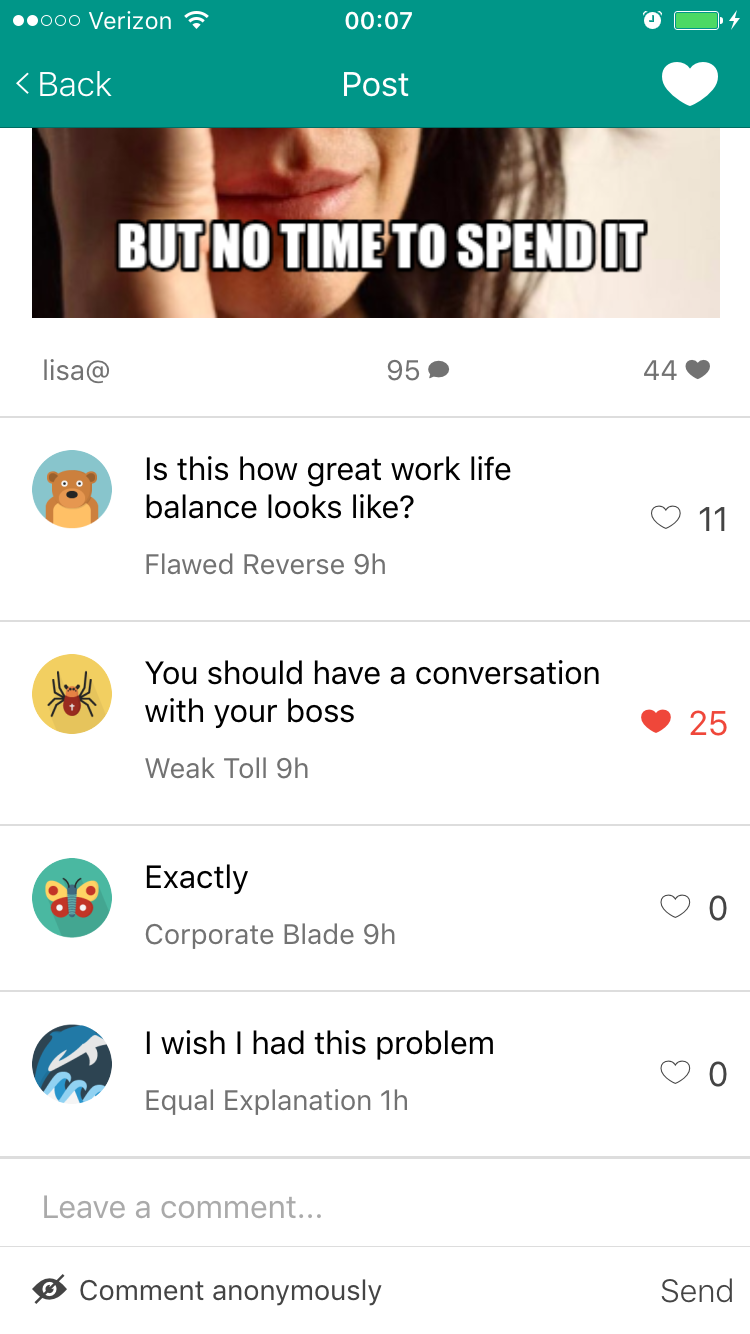 Verizon 00:07
Back Post
BUT NO TIME TO SPEND IT
lisa@ 95 44
Is this how great work life
balance looks like?
11
Flawed Reverse 9h
You should have a conversation
with your boss
25
Weak Toll 9h
Exactly
0
Corporate Blade 9h
I wish I had this problem
0
Equal Explanation 1h
Leave a comment...
Comment anonymously Send